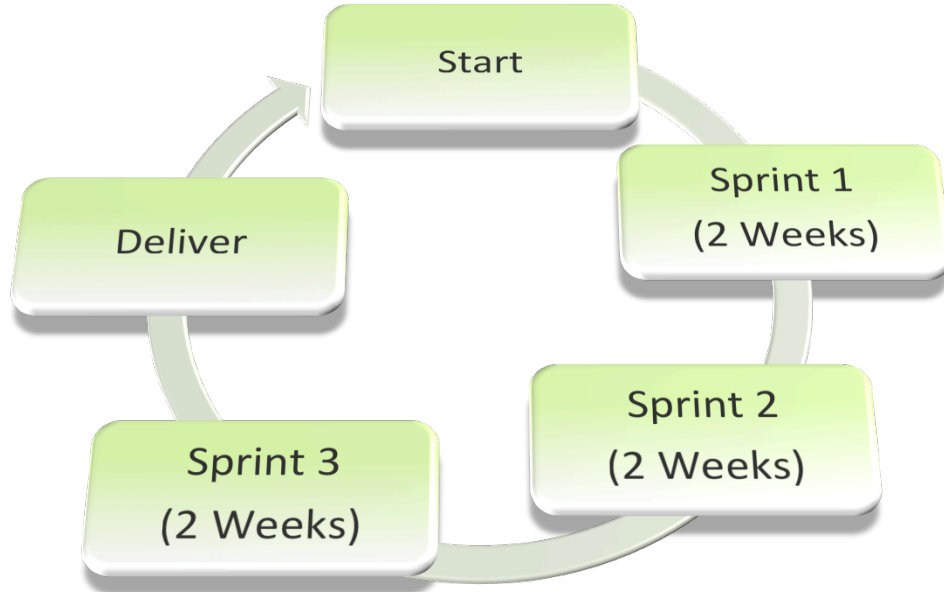 Start
Sprint 1
(2 Weeks)
Sprint 2
(2 Weeks)
Sprint 3
(2 Weeks)
Deliver